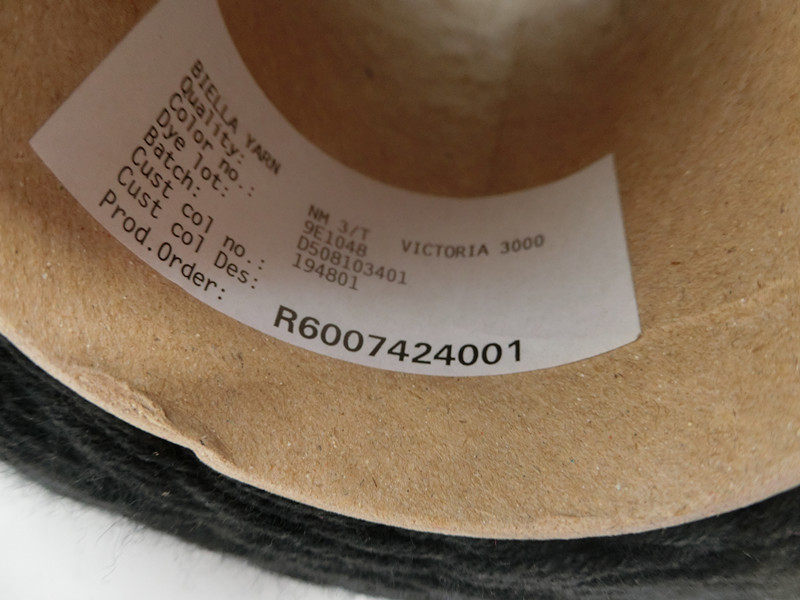 BIELLA YARN
Quality: NM 3/T VICTORIA 3000
Color no.: 9E1048
Dye lot: D508103401
Batch: 194801
Cust col no.:
Cust col Des:
Prod.Order: R6007424001